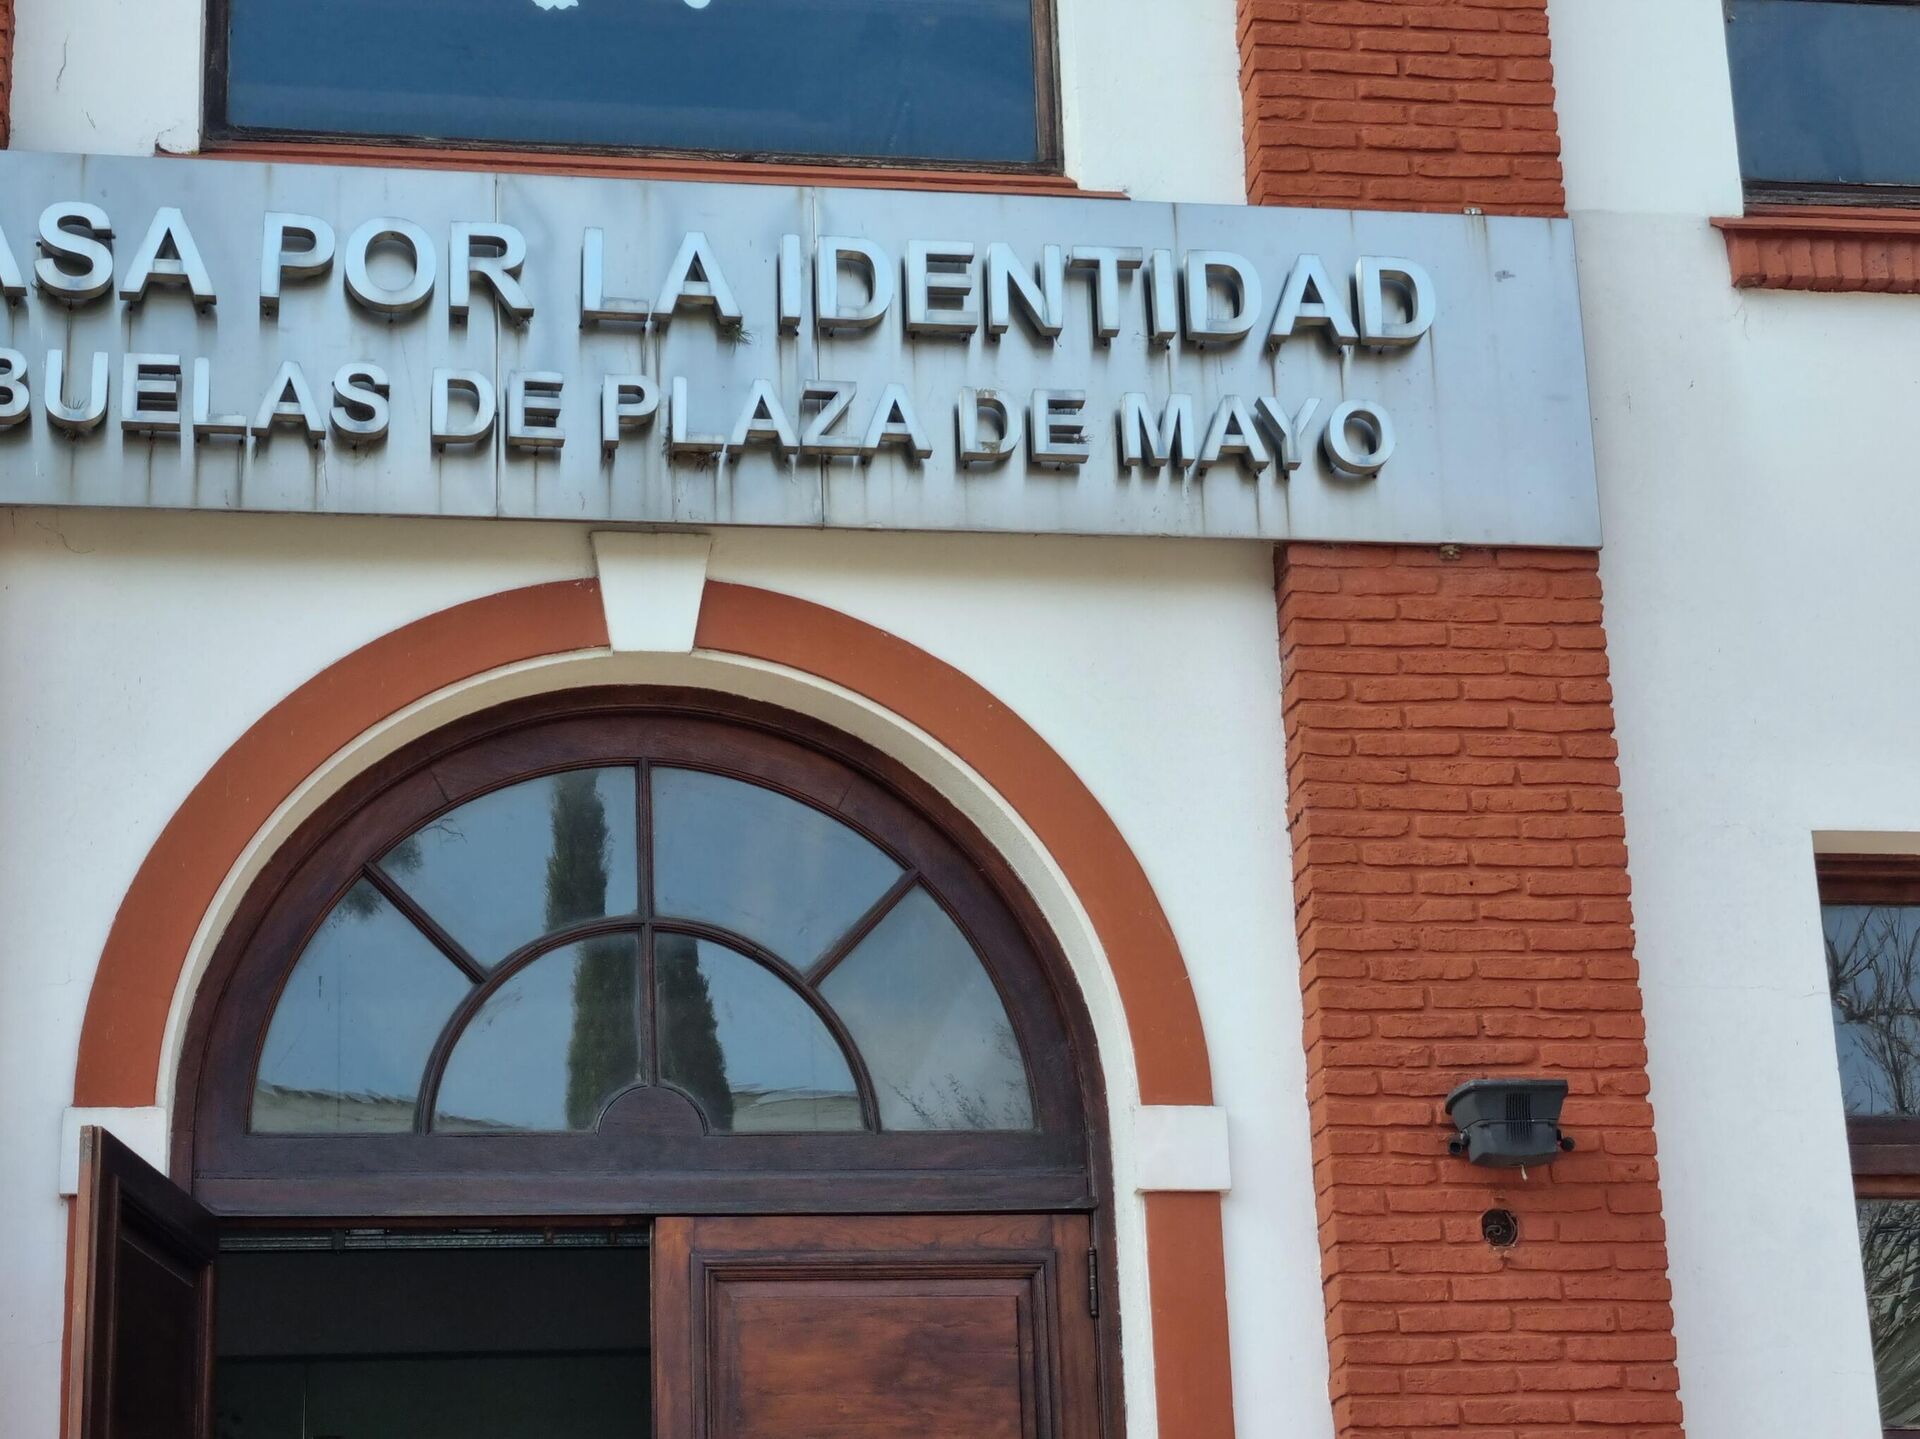 ASA POR LA IDENTIDAD
BUELAS DE PLAZA DE MAYO